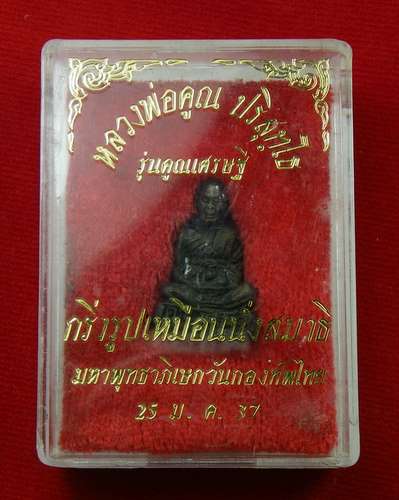 หลวงพ่อคูณ ปริสุทโธ
รุ่นคูณเศรษฐี
กริ่งรูปเหมือนนั่งสมาธิ
มหาพุทธาภิเษกวันกองทัพไทย
25 ม. ค. 37